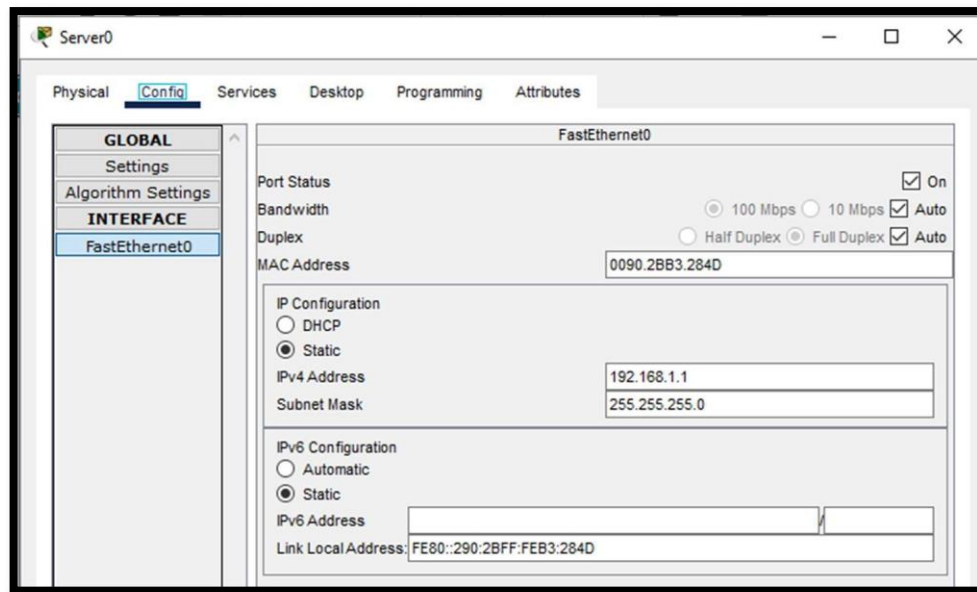 Server0
Physical Config Services Desktop Programming Attributes
GLOBAL
Settings
Algorithm Settings
INTERFACE
FastEthernet0
FastEthernet0
Port Status On
Bandwidth 100 Mbps 10 Mbps Auto
Duplex Half Duplex Full Duplex Auto
MAC Address 0090.2BB3.284D
IP Configuration
DHCP
Static
IPv4 Address 192.168.1.1
Subnet Mask 255.255.255.0
IPv6 Configuration
Automatic
Static
IPv6 Address /
Link Local Address: FE80::290:2BFF:FEB3:284D